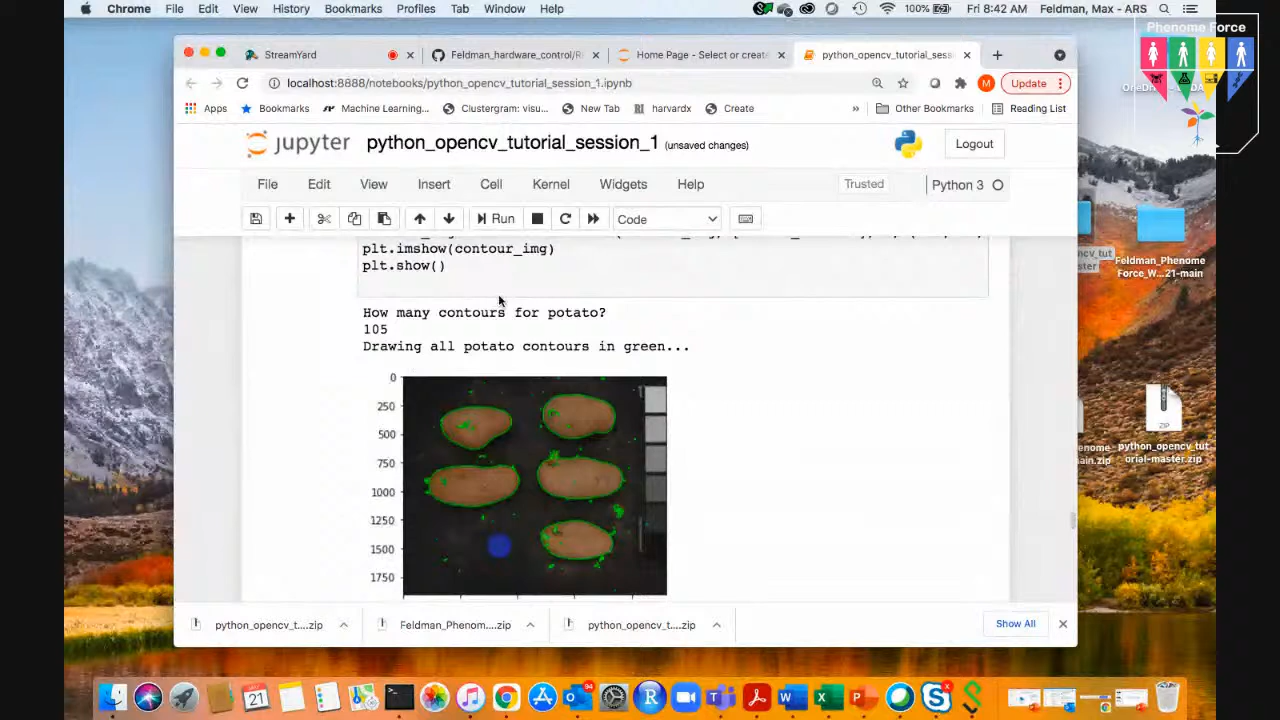 Chrome File Edit View History Bookmarks Profiles Tab Window Help
100% Fri 8:42 AM Feldman, Max - ARS
Phenome Force
StreamYard
Feldman_hardware_control/R
Home Page - Select or create
python_opencv_tutorial_sess
localhost:8888/notebooks/python_opencv_tutorial_session_1.ipynb
M
Update
Apps
Bookmarks
Machine Learning...
Clustergram: visu...
New Tab
harvardx
Create
»
Other Bookmarks
Reading List
jupyter python_opencv_tutorial_session_1 (unsaved changes)
Logout
File Edit View Insert Cell Kernel Widgets Help
Trusted
Python 3
Run
Code
plt.imshow(contour_img)
plt.show()
How many contours for potato?
105
Drawing all potato contours in green...
0
250
500
750
1000
1250
1500
1750
Feldman_Phenome
Force_W...21-main
ZIP
python_opencv_tut
orial-master.zip
python_opencv_t....zip
Feldman_Phenom....zip
python_opencv_t....zip
Show All
21
94